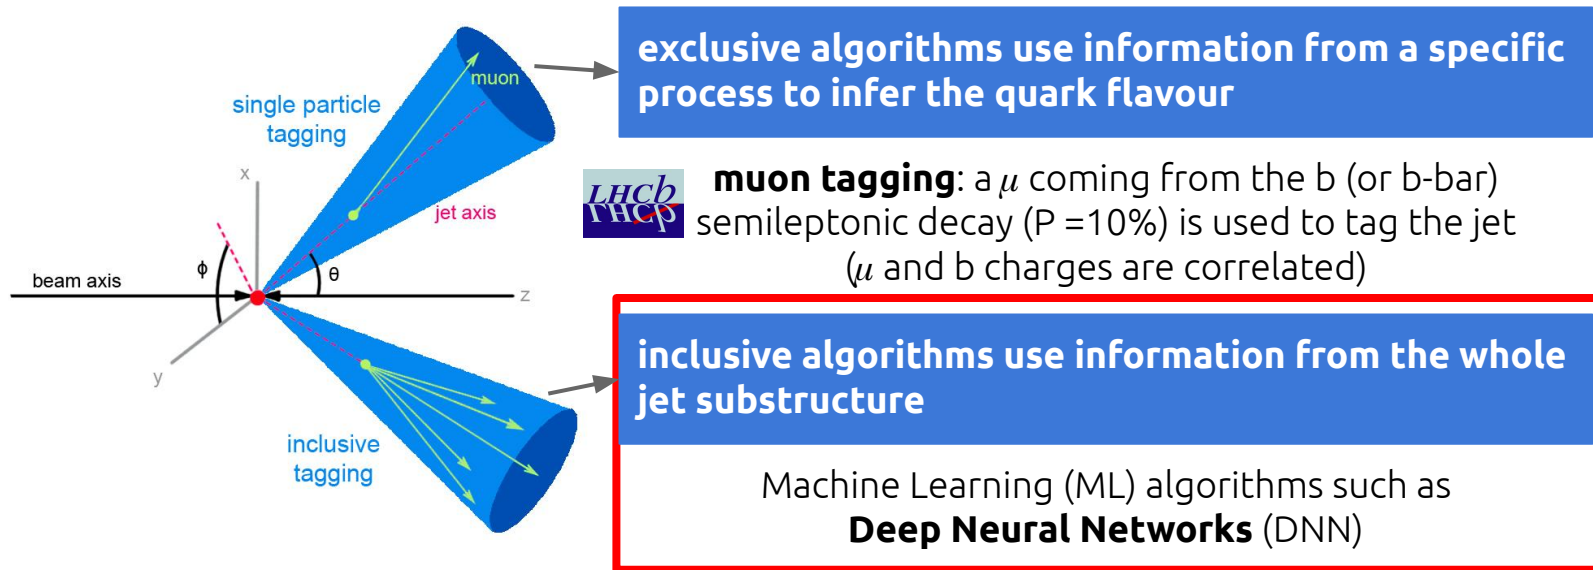 exclusive algorithms use information from a specific
process to infer the quark flavour
muon
single particle
tagging
x
jet axis
LHCb
LHCb
muon tagging: a μ coming from the b (or b-bar)
semileptonic decay (P =10%) is used to tag the jet
(μ and b charges are correlated)
ϕ
θ
beam axis
z
y
inclusive algorithms use information from the whole
jet substructure
inclusive
tagging
Machine Learning (ML) algorithms such as
Deep Neural Networks (DNN)